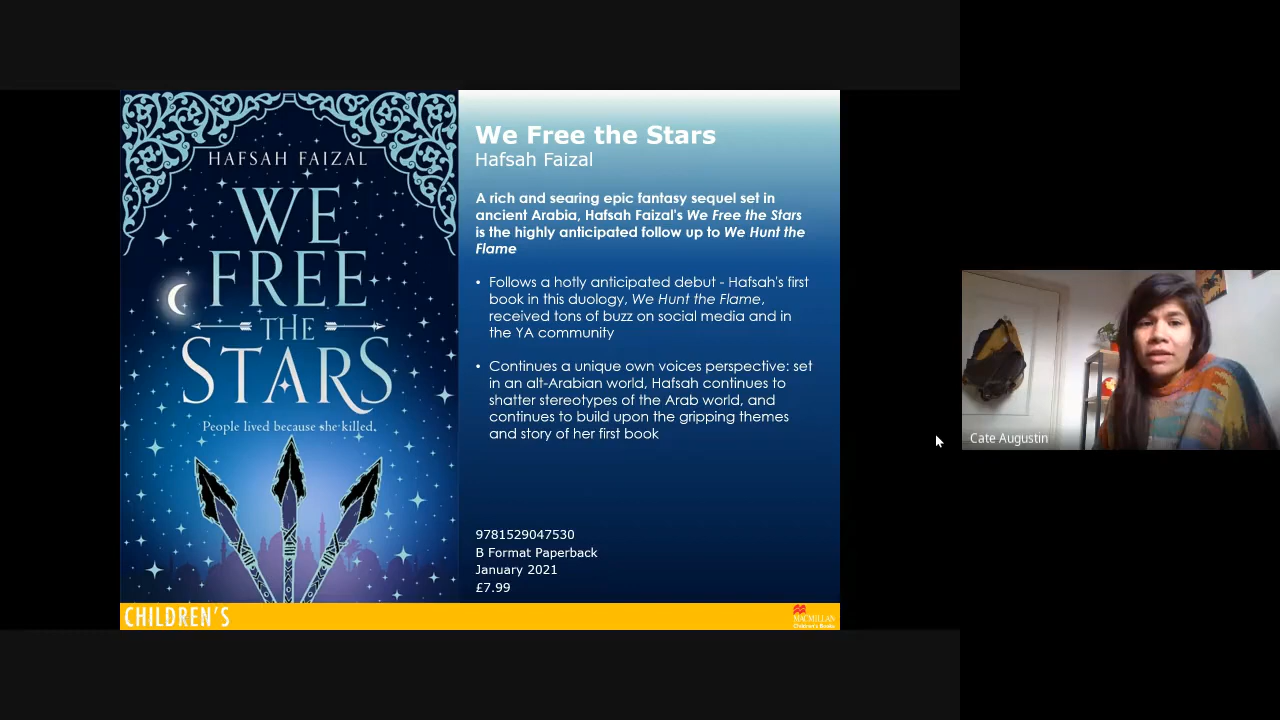 HAFSAH FAIZAL
WE
FREE
THE
STARS
People lived because she killed.
We Free the Stars
Hafsah Faizal
A rich and searing epic fantasy sequel set in
ancient Arabia, Hafsah Faizal's We Free the Stars
is the highly anticipated follow up to We Hunt the
Flame
• Follows a hotly anticipated debut - Hafsah's first
book in this duology, We Hunt the Flame,
received tons of buzz on social media and in
the YA community
• Continues a unique own voices perspective: set
in an alt-Arabian world, Hafsah continues to
shatter stereotypes of the Arab world, and
continues to build upon the gripping themes
and story of her first book
9781529047530
B Format Paperback
January 2021
£7.99
CHILDREN'S
MACMILLAN
Children's Books
Cate Augustin